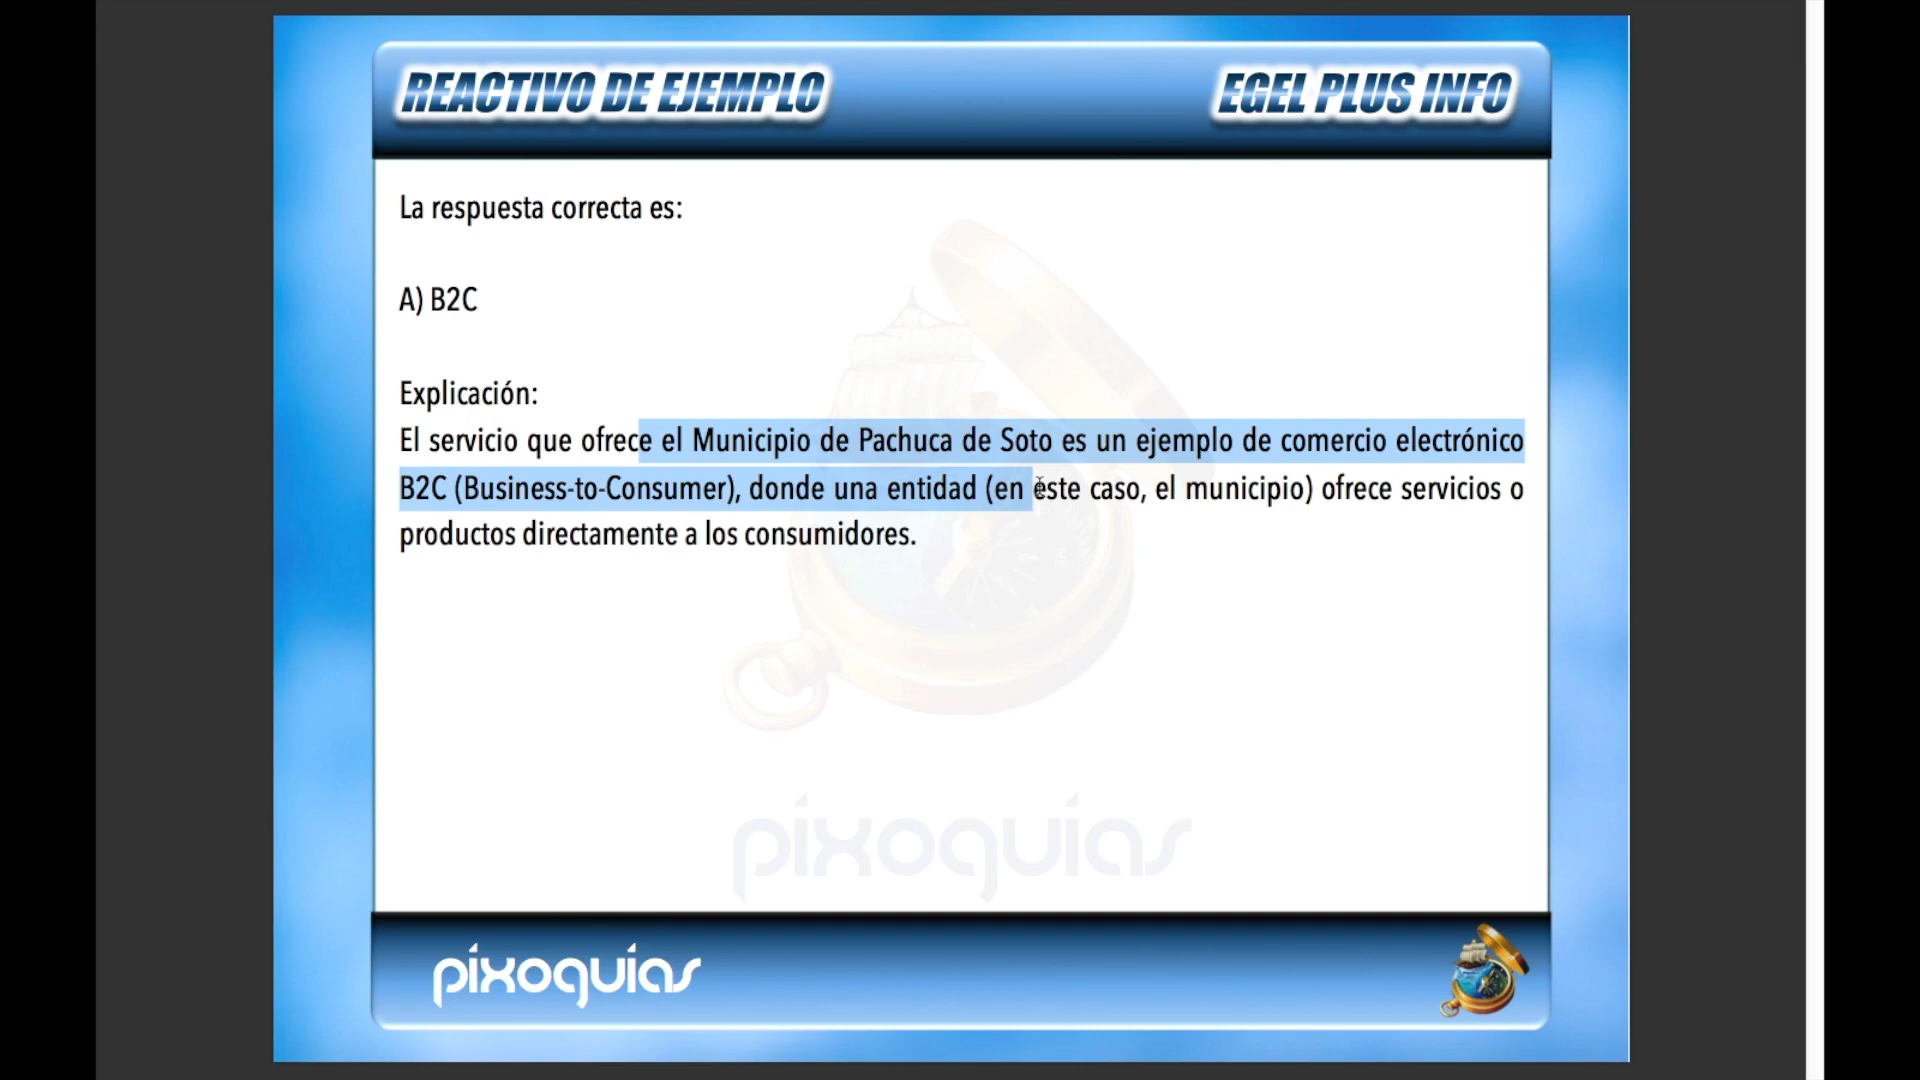 REACTIVO DE EJEMPLO
EGEL PLUS INFO
La respuesta correcta es:
A) B2C
Explicación:
El servicio que ofrece el Municipio de Pachuca de Soto es un ejemplo de comercio electrónico
B2C (Business-to-Consumer), donde una entidad (en este caso, el municipio) ofrece servicios o
productos directamente a los consumidores.
pixoguías
pixoguías